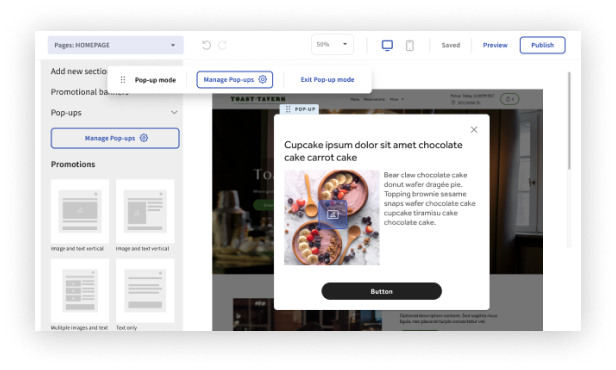 Pages: HOMEPAGE
50%
Saved
Preview
Publish
Add new sectio
Pop-up mode
Manage Pop-ups
Exit Pop-up mode
Promotional banners
Pop-ups
Manage Pop-ups
Promotions
Image and text vertical
Image and text vertical
Multiple images and text
Text only
TOAST·TAVERN
POP-UP
Cupcake ipsum dolor sit amet chocolate
cake carrot cake
Bear claw chocolate cake
donut wafer dragée pie.
Topping brownie sesame
snaps wafer chocolate cake
cupcake tiramisu cake
chocolate cake.
Button
To